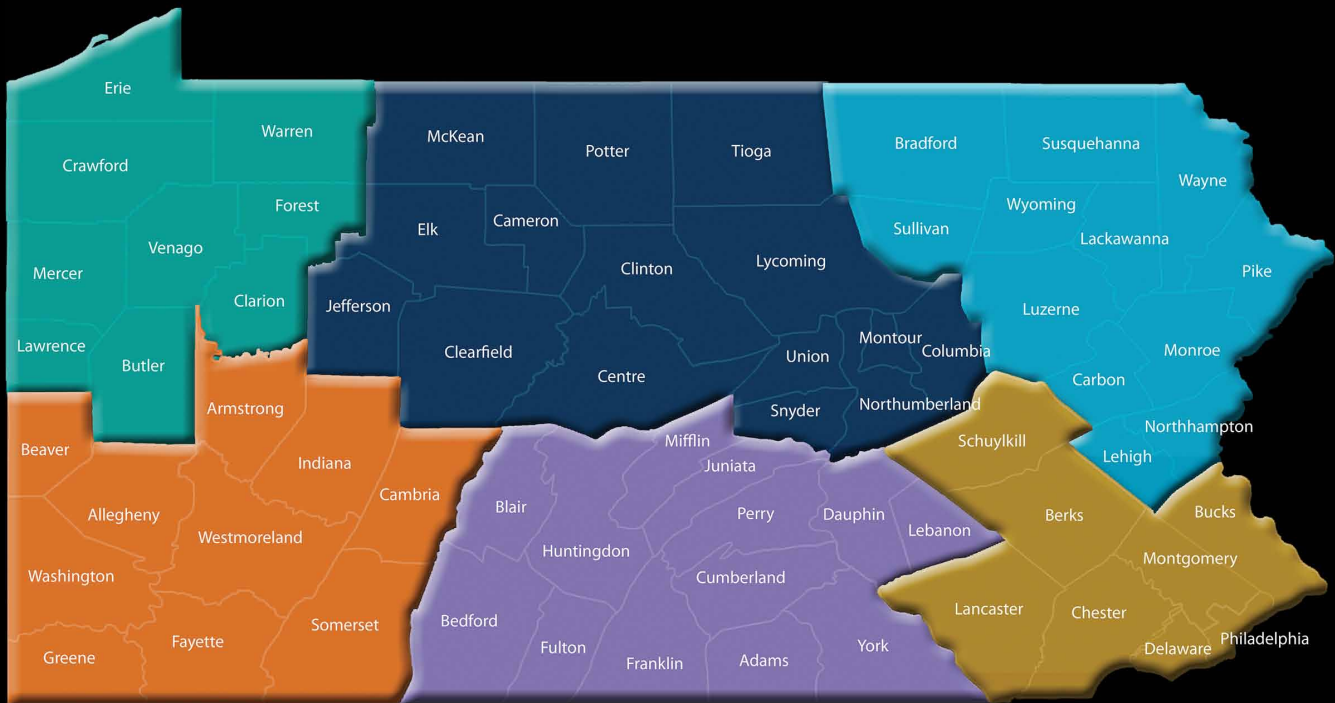 Erie
Warren
Crawford
Forest
Venago
Mercer
Clarion
Lawrence
Butler
McKean
Potter
Tioga
Elk
Cameron
Clinton
Lycoming
Jefferson
Clearfield
Centre
Union
Montour
Columbia
Snyder
Northumberland
Bradford
Susquehanna
Wayne
Wyoming
Sullivan
Lackawanna
Pike
Luzerne
Monroe
Carbon
Northhampton
Lehigh
Armstrong
Beaver
Indiana
Cambria
Allegheny
Westmoreland
Washington
Somerset
Fayette
Greene
Mifflin
Juniata
Blair
Perry
Dauphin
Lebanon
Huntingdon
Cumberland
Bedford
Fulton
Franklin
Adams
York
Schuylkill
Berks
Bucks
Montgomery
Lancaster
Chester
Delaware
Philadelphia